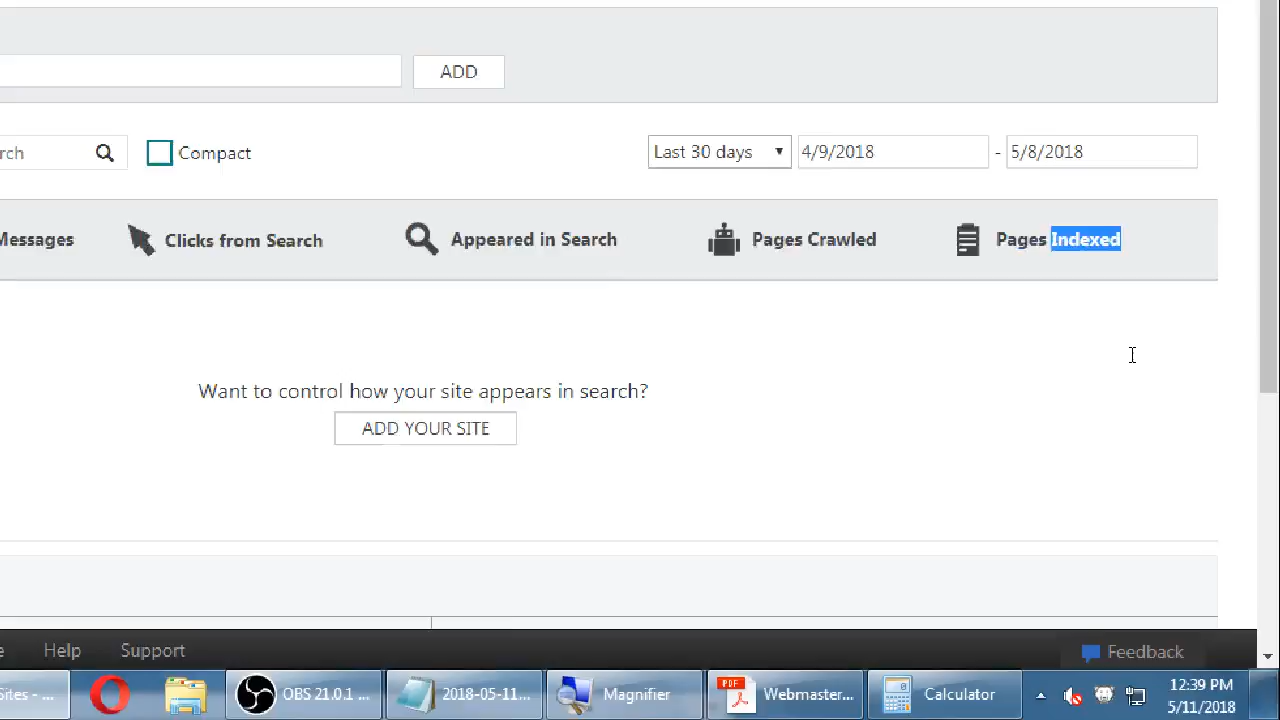 ADD
rch
Compact
Last 30 days
4/9/2018 - 5/8/2018
Messages
Clicks from Search
Appeared in Search
Pages Crawled
Pages Indexed
Want to control how your site appears in search?
ADD YOUR SITE
e
Help
Support
Feedback
Sites - ...
OBS 21.0.1 ...
2018-05-11...
Magnifier
PDF
Webmaster...
Calculator
12:39 PM
5/11/2018